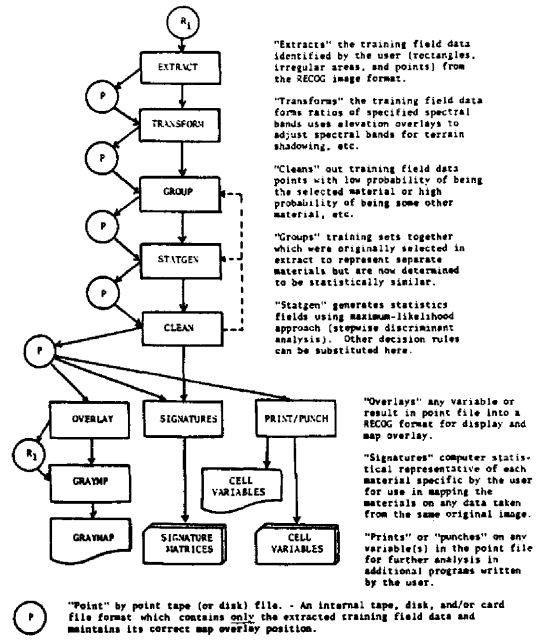 R1
EXTRACT
P
TRANSFORM
P
GROUP
P
STATGEN
P
CLEAN
P
OVERLAY
SIGNATURES
PRINT/PUNCH
R1
GRAYMP
CELL
VARIABLES
GRAYMAP
SIGNATURE
MATRICES
CELL
VARIABLES
"Extracts" the training field data
identified by the user (rectangles,
irregular areas, and points) from
the RECOG image format.
"Transforms" the training field data
forms ratios of specified spectral
bands uses elevation overlays to
adjust spectral bands for terrain
shadowing, etc.
"Cleans" out training field data
points with low probability of being
the selected material or high
probability of being some other
material, etc.
"Groups" training sets together
which were originally selected in
extract to represent separate
materials but are now determined
to be statistically similar.
"Statgen" generates statistics
fields using maximum-likelihood
approach (stepwise discriminant
analysis). Other decision rules
can be substituted here.
"Overlays" any variable or
result in point file into a
RECOG format for display and
map overlay.
"Signatures" computer statis-
tical representative of each
material specific by the user
for use in mapping the
materials on any data taken
from the same original image.
"Prints" or "punches" on any
variable(s) in the point file
for further analysis in
additional programs written
by the user.
P
"Point" by point tape (or disk) file. - An internal tape, disk, and/or card
file format which contains only the extracted training field data and
maintains its correct map overlay position.